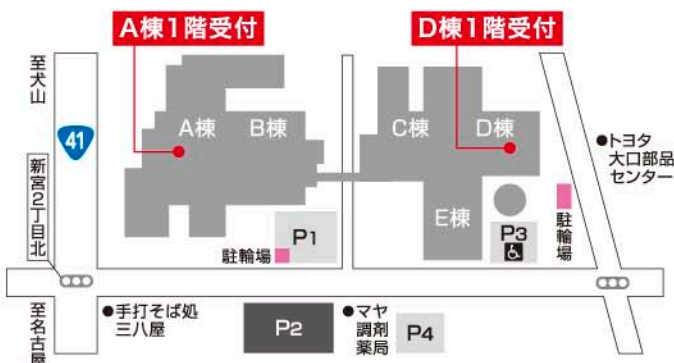 A棟1階受付
D棟1階受付
至犬山
41
新宮2丁目北
至名古屋
A棟
B棟
C棟
D棟
E棟
トヨタ
大口部品
センター
P1
駐輪場
P3
駐輪場
●手打そば処
三八屋
P2
●マヤ
調剤
薬局
P4